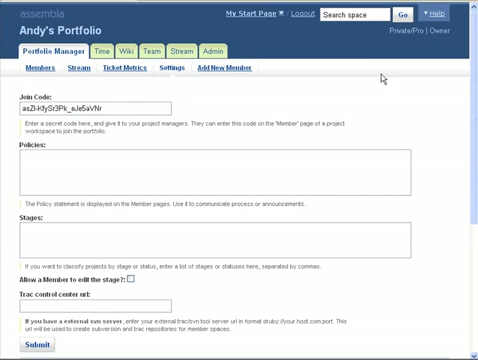 assembla
My Start Page / Logout
Search space
Go
Help
Andy's Portfolio
Private/Pro | Owner
Portfolio Manager
Time
Wiki
Team
Stream
Admin
Members
Stream
Ticket Metrics
Settings
Add New Member
Join Code:
Enter a secret code here, and give it to your project managers. They can enter this code on the 'Member' page of a project
workspace to join the portfolio.
Policies:
The Policy statement is displayed on the Member pages. Use it to communicate process or announcements.
Stages:
If you want to classify projects by stage or status, enter a list of stages or statuses here, separated by commas.
Allow a Member to edit the stage?:
Trac control center url:
If you have a external svn server, enter your external trac/svn tool server url in format druby://your.host.com:port. This
url will be used to create subversion and trac repositories for member spaces.
Submit